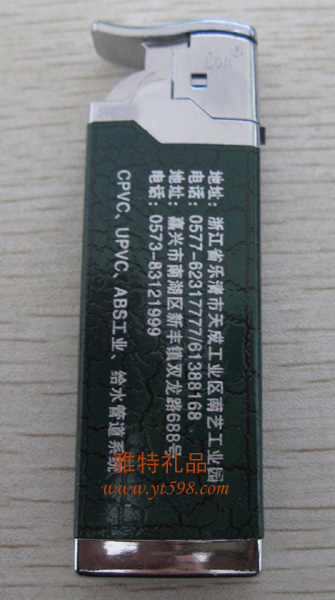 地址：浙江省乐清市天成工业区南艺工业园
电话：0577-62317777/61388168
地址：嘉兴市南湖区新丰镇双龙路688号
电话：0573-83121999
CPVC、UPVC、ABS工业、给水管道系统
雅特礼品
www.yt598.com